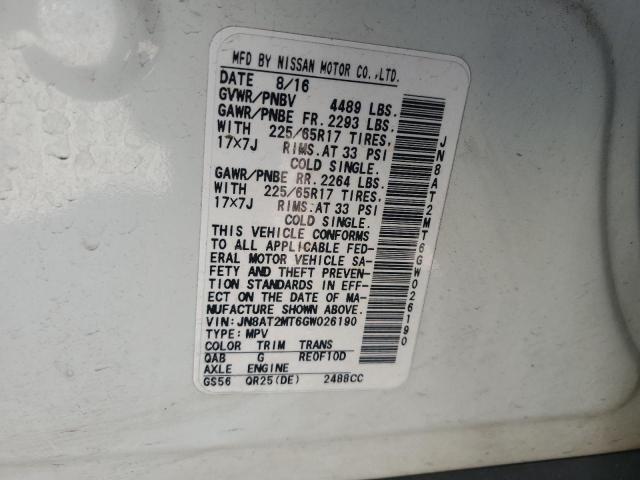 MFD BY NISSAN MOTOR CO.,LTD.
DATE 8/16
GVWR/PNBV 4489 LBS.
GAWR/PNBE FR. 2293 LBS.
WITH 225/65R17 TIRES,
17×7J RIMS.AT 33 PSI
COLD SINGLE.
GAWR/PNBE RR. 2264 LBS.
WITH 225/65R17 TIRES,
17×7J RIMS.AT 33 PSI
COLD SINGLE.
THIS VEHICLE CONFORMS
TO ALL APPLICABLE FED-
ERAL MOTOR VEHICLE SA-
FETY AND THEFT PREVEN-
TION STANDARDS IN EFF-
ECT ON THE DATE OF MA-
NUFACTURE SHOWN ABOVE.
VIN: JN8AT2MT6GW026190
TYPE: MPV
COLOR TRIM TRANS
QAB G RE0F10D
AXLE ENGINE
GS56 QR25(DE) 2488CC
JN8AT2MT6GW026190